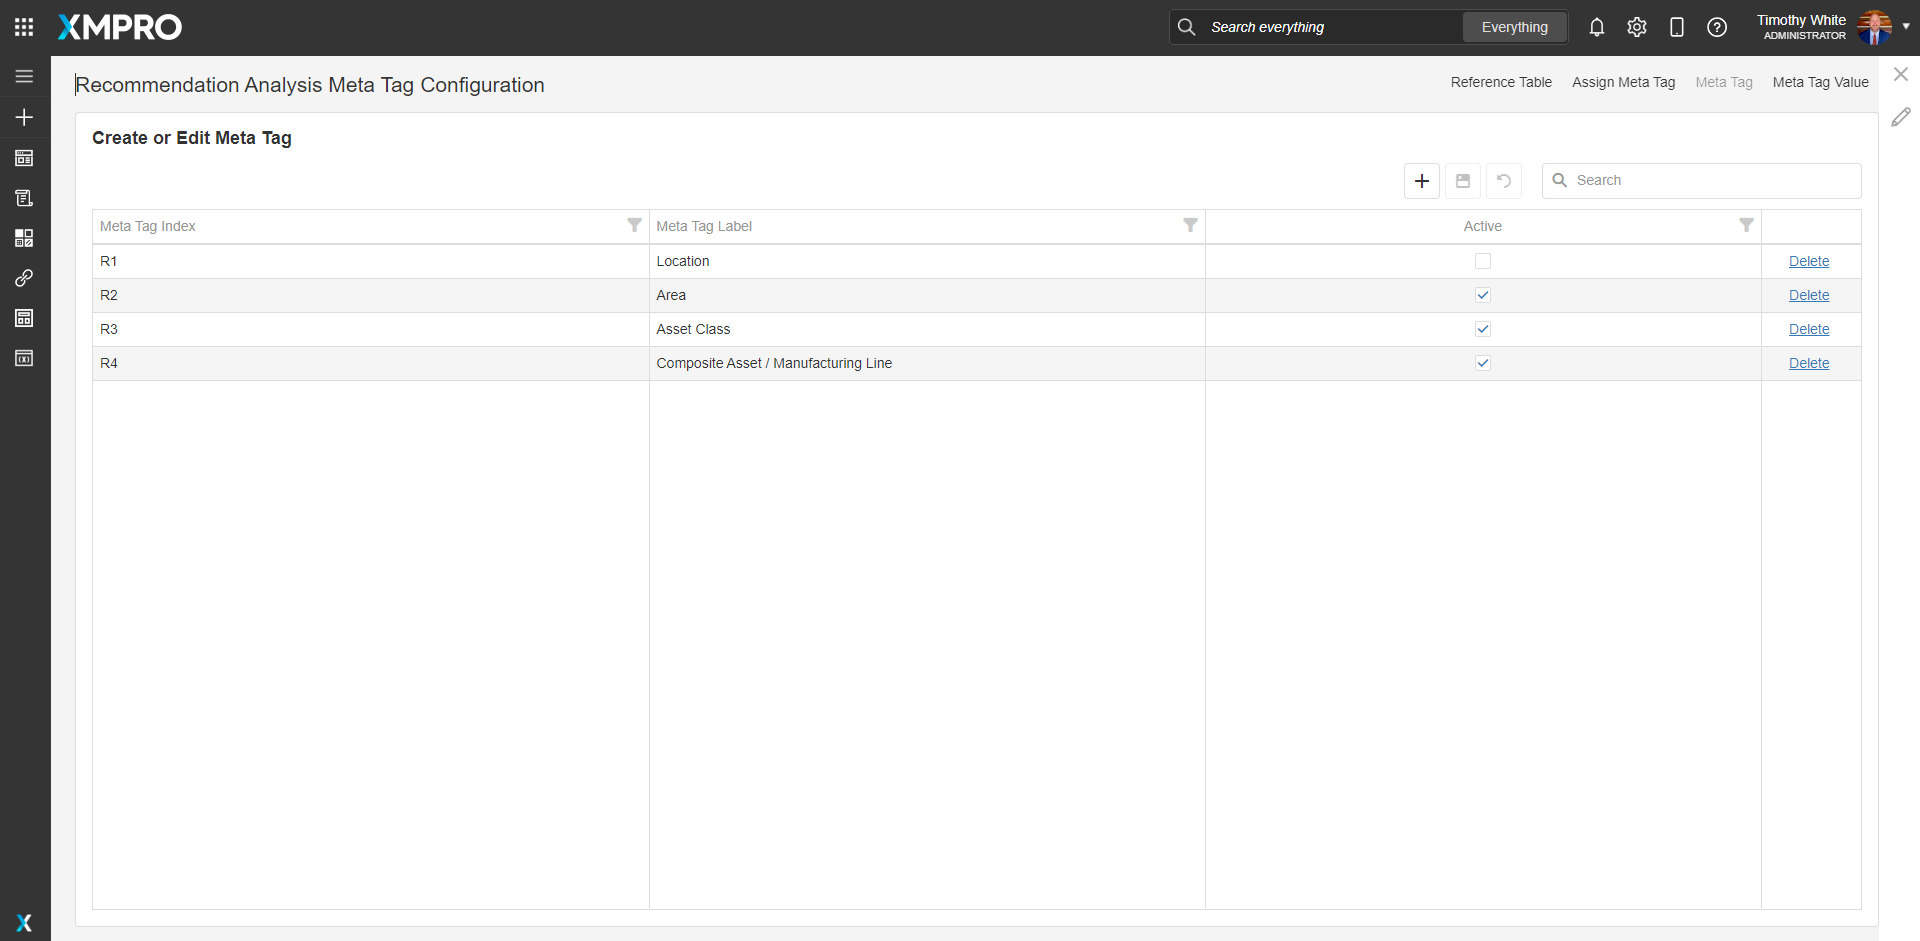 XMPRO
Search everything
Everything
Timothy White
ADMINISTRATOR
Recommendation Analysis Meta Tag Configuration
Reference Table
Assign Meta Tag
Meta Tag
Meta Tag Value
Create or Edit Meta Tag
Search
Meta Tag Index
Meta Tag Label
Active
R1 Location Delete
R2 Area Delete
R3 Asset Class Delete
R4 Composite Asset / Manufacturing Line Delete